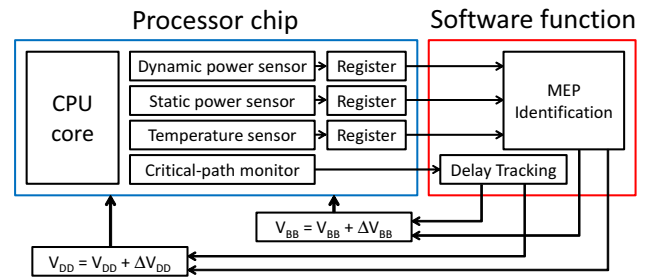 Processor chip
Software function
CPU
core
Dynamic power sensor
Register
Static power sensor
Register
Temperature sensor
Register
Critical-path monitor
MEP
Identification
Delay Tracking
V_BB = V_BB + ΔV_BB
V_DD = V_DD + ΔV_DD